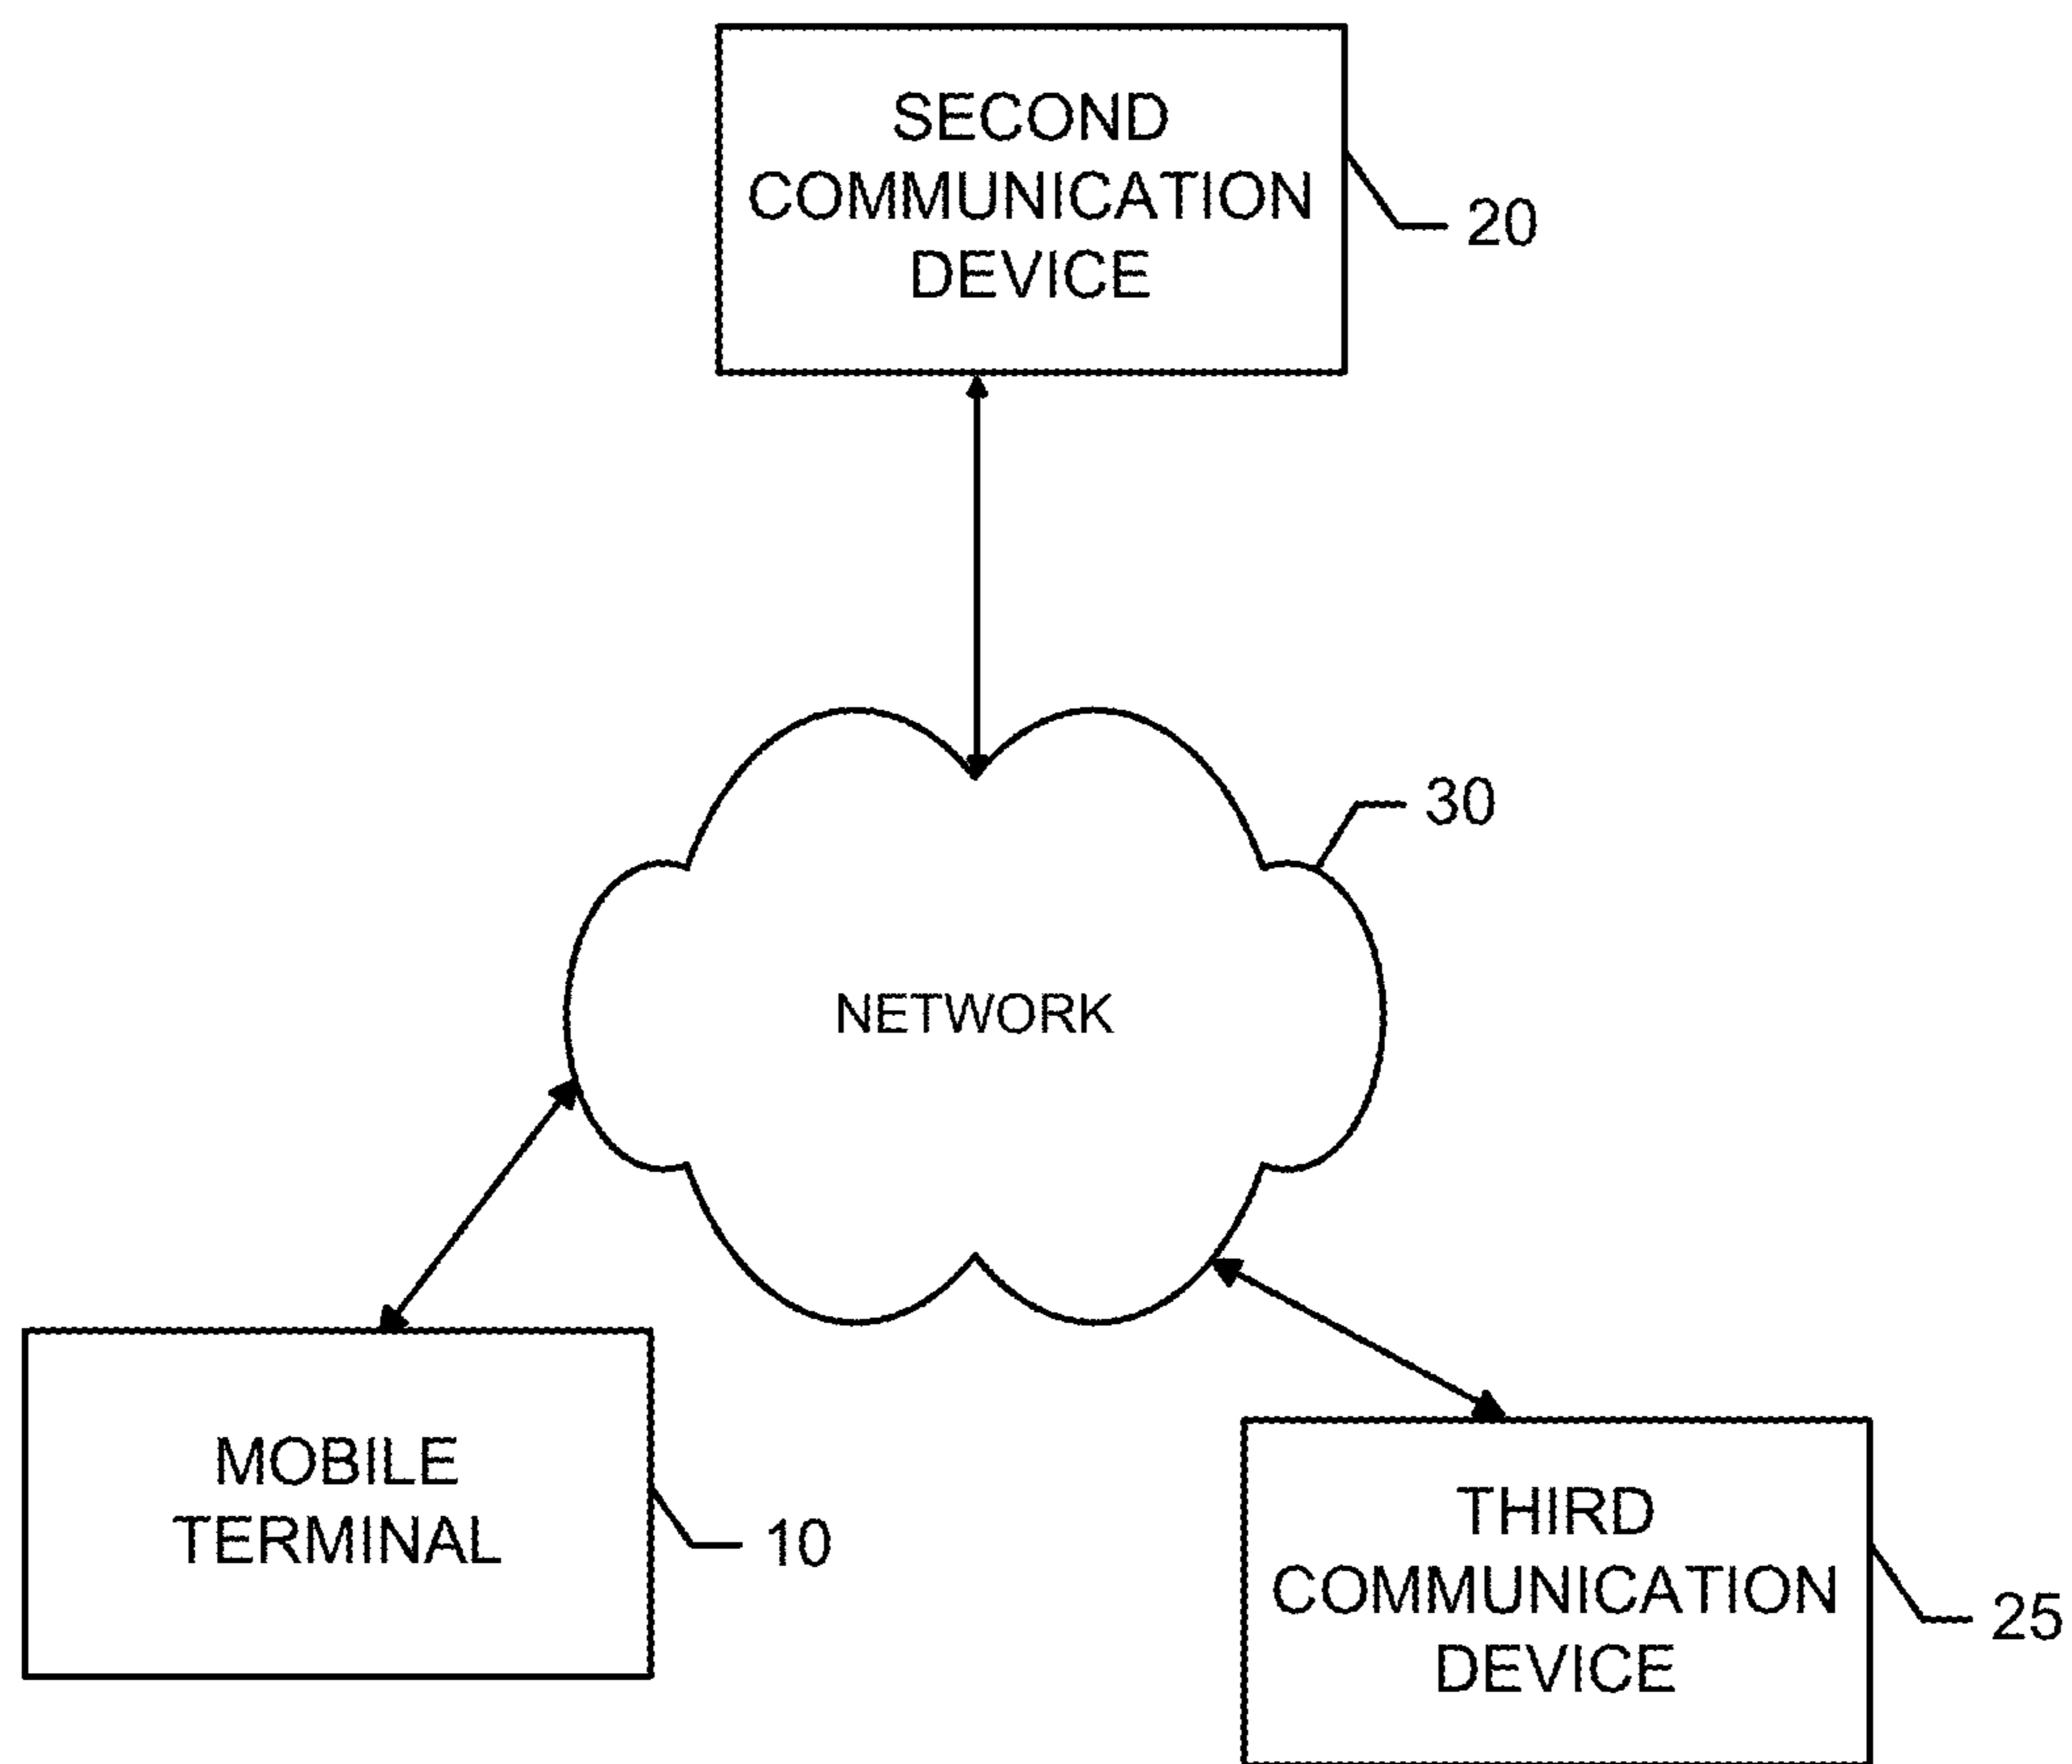 SECOND
COMMUNICATION
DEVICE
20
30
NETWORK
MOBILE
TERMINAL
10
THIRD
COMMUNICATION
DEVICE
25